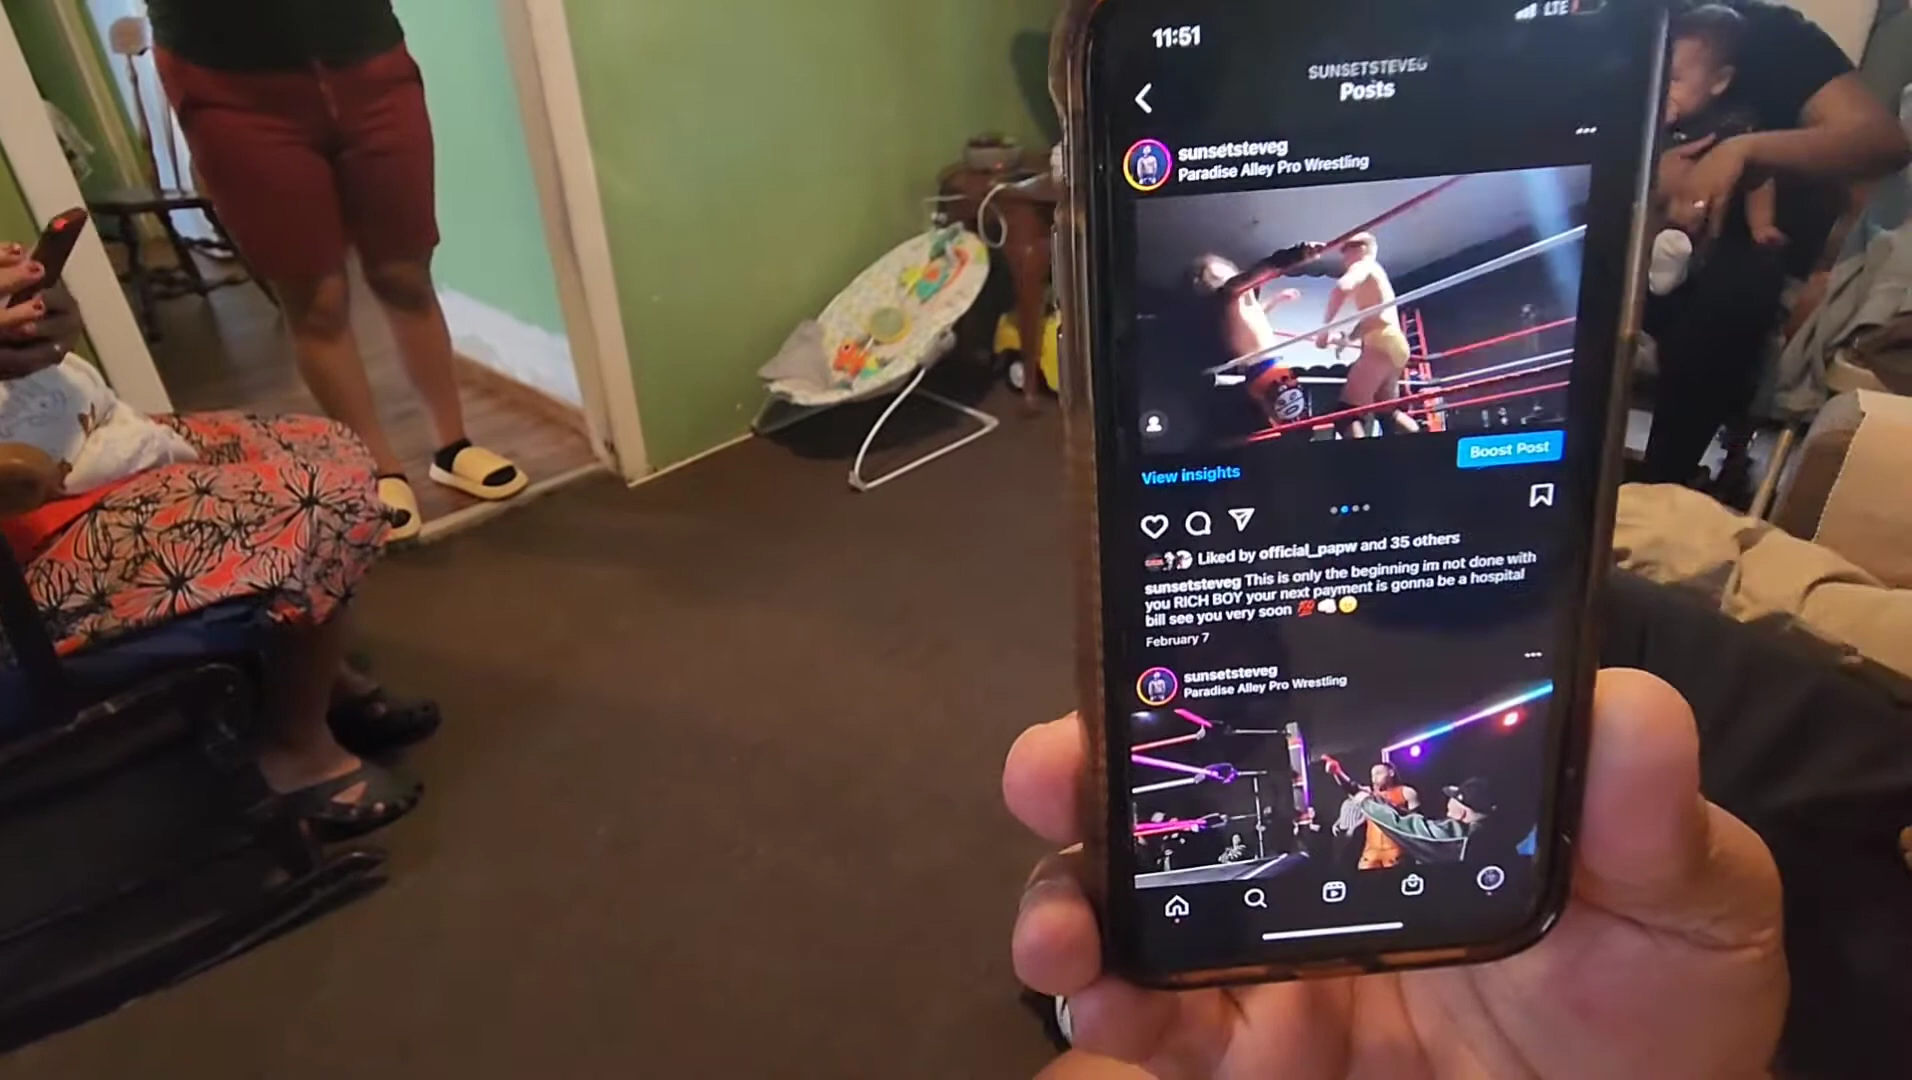 11:51
LTE
SUNSETSTEVEG
Posts
sunsetsteveg
Paradise Alley Pro Wrestling
Boost Post
View insights
Liked by official_papw and 35 others
sunsetsteveg This is only the beginning im not done with
you RICH BOY your next payment is gonna be a hospital
bill see you very soon 💯👊🏻🤫
February 7
sunsetsteveg
Paradise Alley Pro Wrestling